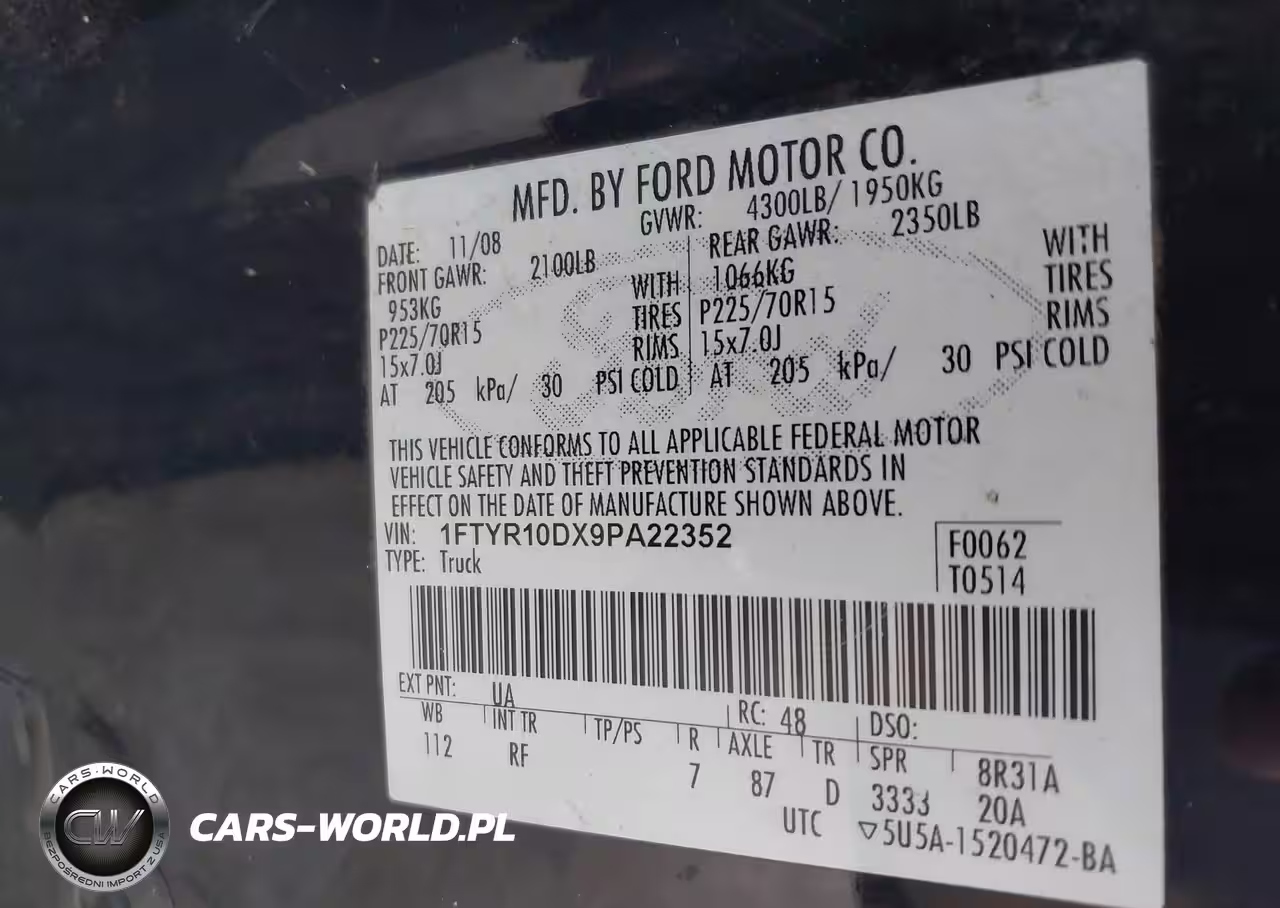 MFD. BY FORD MOTOR CO.
DATE: 11/08 GVWR: 4300LB/ 1950KG
FRONT GAWR: 2100LB REAR GAWR: 2350LB
953KG WITH 1066KG WITH
P225/70R15 TIRES P225/70R15 TIRES
15x7.0J RIMS 15x7.0J RIMS
AT 205 kPa/ 30 PSI COLD AT 205 kPa/ 30 PSI COLD
THIS VEHICLE CONFORMS TO ALL APPLICABLE FEDERAL MOTOR
VEHICLE SAFETY AND THEFT PREVENTION STANDARDS IN
EFFECT ON THE DATE OF MANUFACTURE SHOWN ABOVE.
VIN: 1FTYR10DX9PA22352
TYPE: Truck
F0062
T0514
EXT PNT: UA RC: 48 DSO:
WB INT TR TP/PS R AXLE TR SPR 8R31A
112 RF 7 87 D 3333 20A
UTC ▽5U5A-1520472-BA
CARS-WORLD
CW
BEZPOŚREDNI IMPORT Z USA
CARS-WORLD.PL